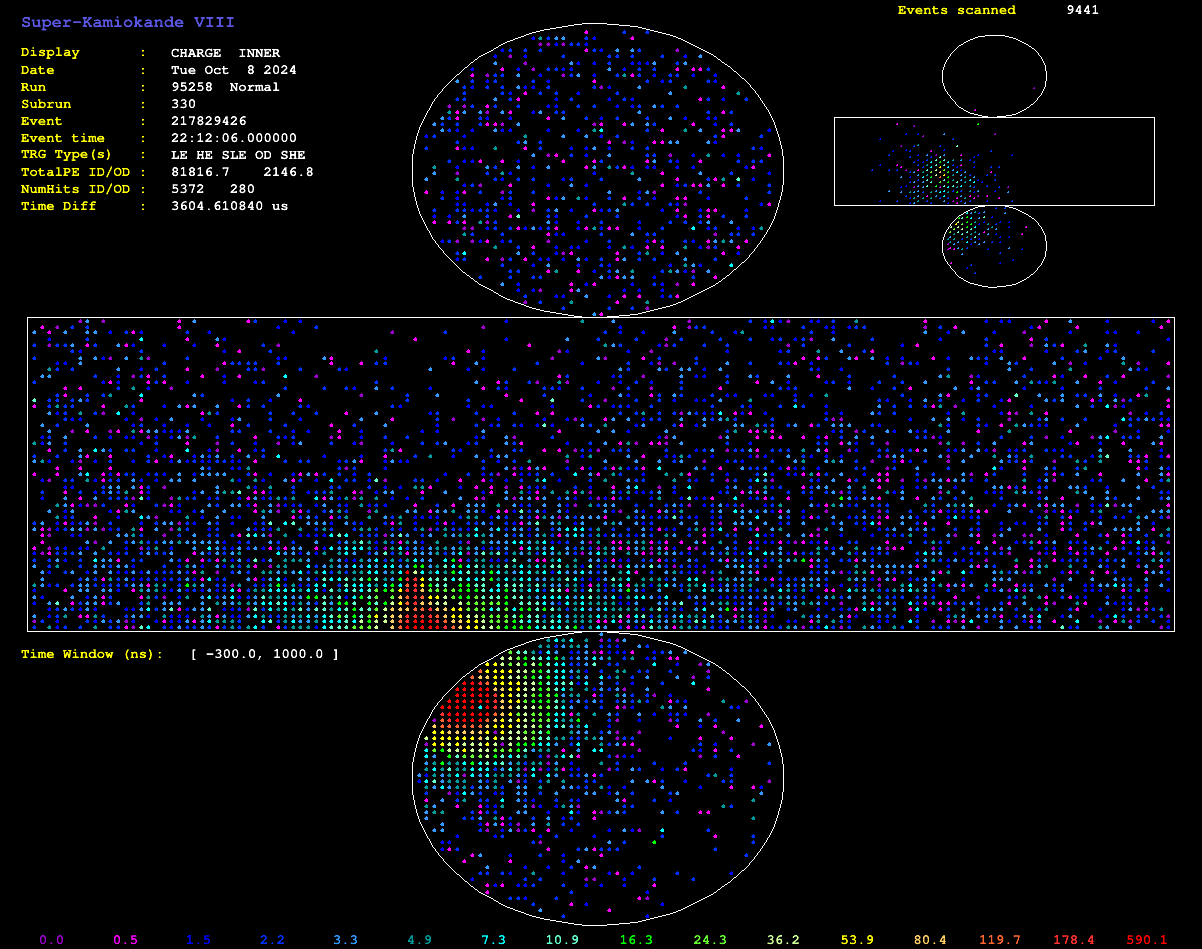 Super-Kamiokande VIII
Events scanned 9441
Display : CHARGE INNER
Date : Tue Oct 8 2024
Run : 95258 Normal
Subrun : 330
Event : 217829426
Event time : 22:12:06.000000
TRG Type(s) : LE HE SLE OD SHE
TotalPE ID/OD : 81816.7 2146.8
NumHits ID/OD : 5372 280
Time Diff : 3604.610840 us
Time Window (ns): [ -300.0, 1000.0 ]
0.0 0.5 1.5 2.2 3.3 4.9 7.3 10.9 16.3 24.3 36.2 53.9 80.4 119.7 178.4 590.1